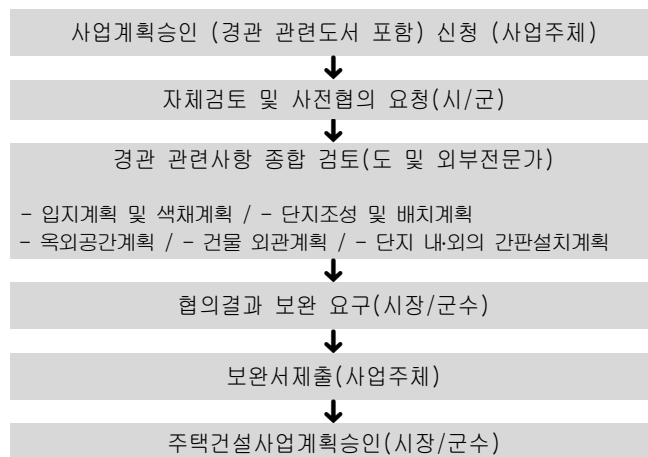 사업계획승인 (경관 관련도서 포함) 신청 (사업주체)
자체검토 및 사전협의 요청(시/군)
경관 관련사항 종합 검토(도 및 외부전문가)
- 입지계획 및 색채계획 / - 단지조성 및 배치계획
- 옥외공간계획 / - 건물 외관계획 / - 단지 내·외의 간판설치계획
협의결과 보완 요구(시장/군수)
보완서제출(사업주체)
주택건설사업계획승인(시장/군수)